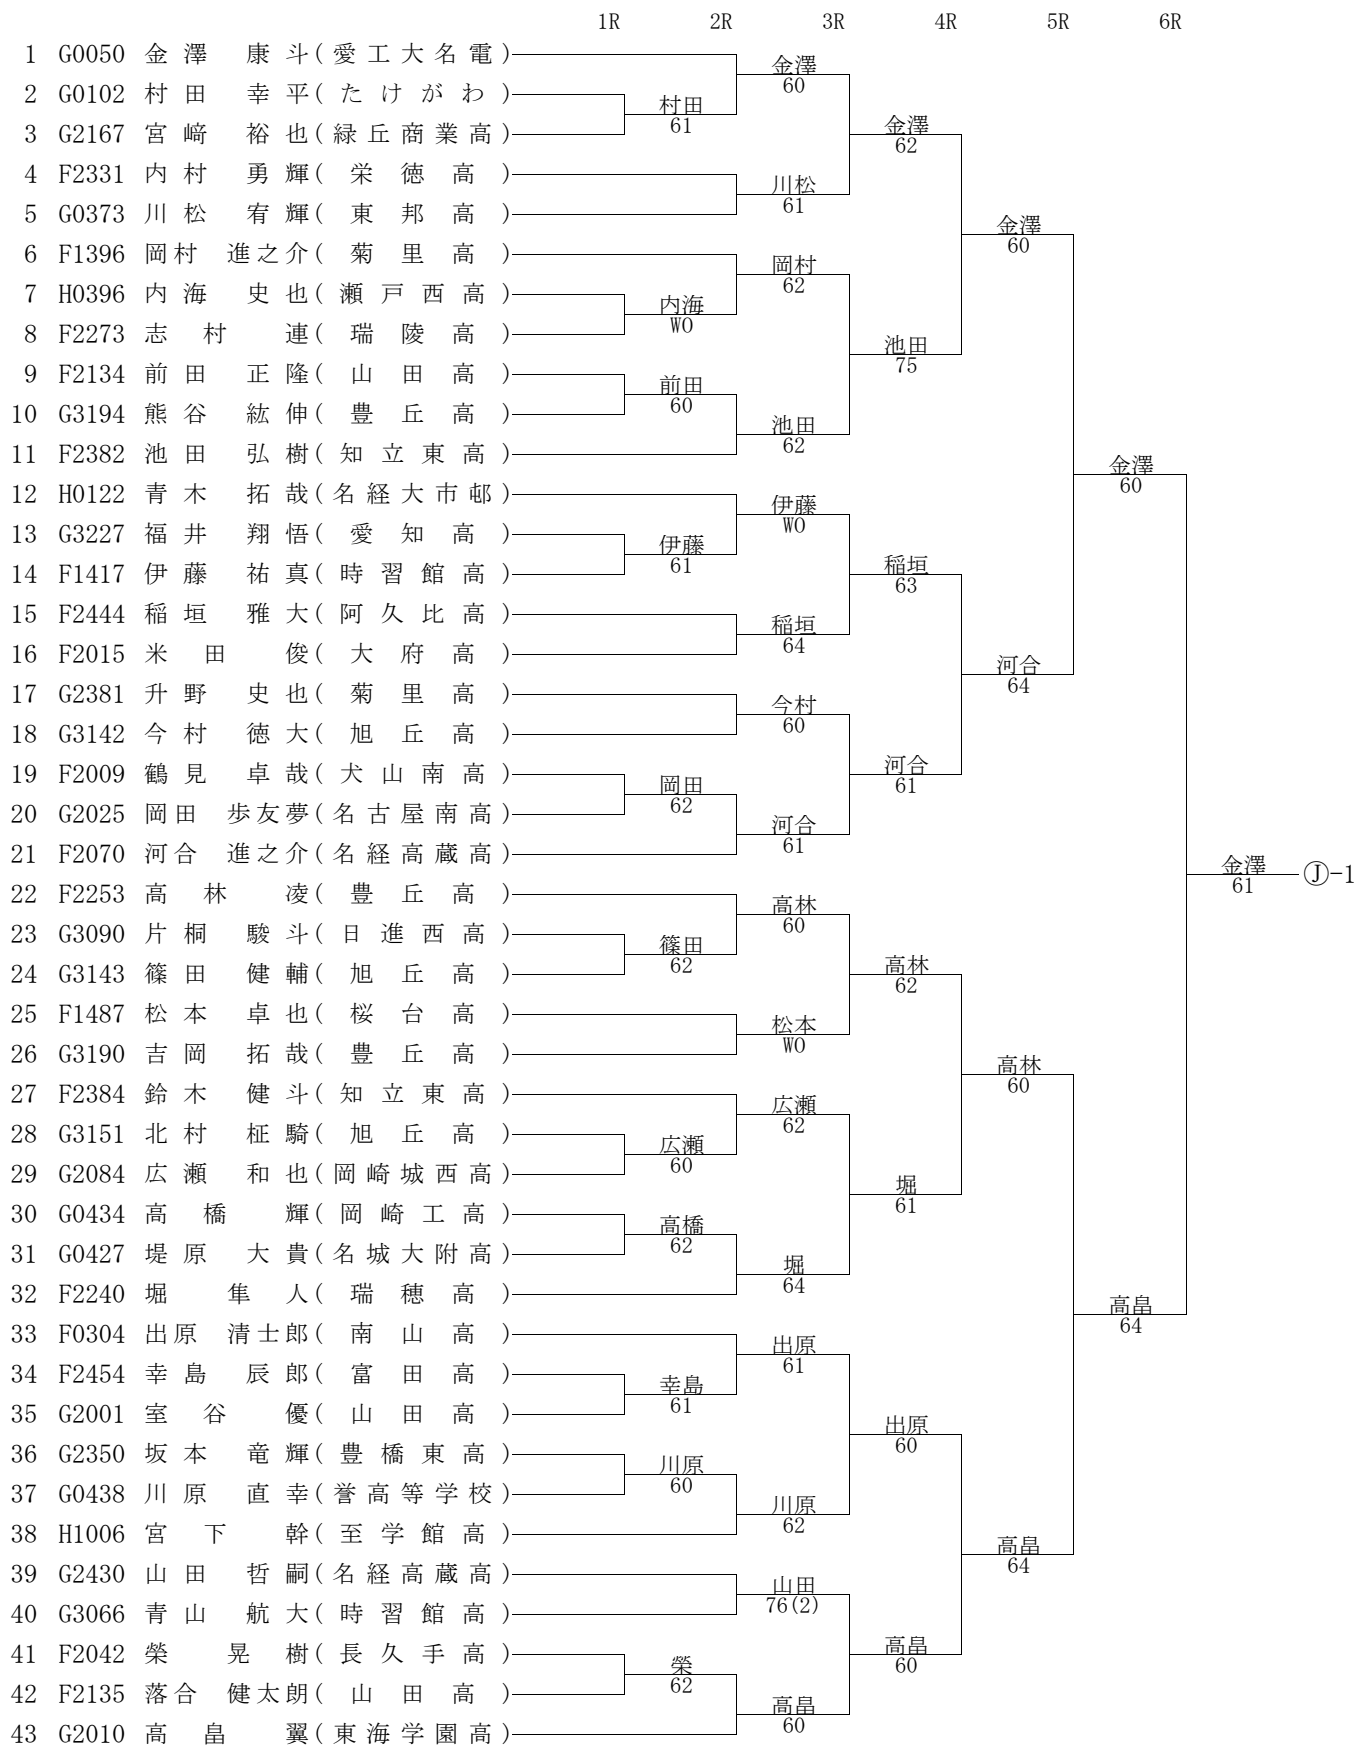 1R 2R 3R 4R 5R 6R
1 G0050 金澤 康斗(愛工大名電)
金澤
60
2 G0102 村田 幸平(たけがわ)
村田
61
3 G2167 宮﨑 裕也(緑丘商業高)
金澤
62
4 F2331 内村 勇輝(栄徳高)
川松
61
5 G0373 川松 宥輝(東邦高)
金澤
60
6 F1396 岡村 進之介(菊里高)
岡村
62
7 H0396 内海 史也(瀬戸西高)
内海
WO
8 F2273 志村 連(瑞陵高)
池田
75
9 F2134 前田 正隆(山田高)
前田
60
10 G3194 熊谷 紘伸(豊丘高)
池田
62
11 F2382 池田 弘樹(知立東高)
金澤
60
12 H0122 青木 拓哉(名経大市邨)
伊藤
WO
13 G3227 福井 翔悟(愛知高)
伊藤
61
14 F1417 伊藤 祐真(時習館高)
稲垣
63
15 F2444 稲垣 雅大(阿久比高)
稲垣
64
16 F2015 米田 俊(大府高)
河合
64
17 G2381 升野 史也(菊里高)
今村
60
18 G3142 今村 徳大(旭丘高)
河合
61
19 F2009 鶴見 卓哉(犬山南高)
岡田
62
20 G2025 岡田 歩友夢(名古屋南高)
河合
61
21 F2070 河合 進之介(名経高蔵高)
金澤
61
Ⓙ-1
22 F2253 高林 凌(豊丘高)
高林
60
23 G3090 片桐 駿斗(日進西高)
篠田
62
24 G3143 篠田 健輔(旭丘高)
高林
62
25 F1487 松本 卓也(桜台高)
松本
WO
26 G3190 吉岡 拓哉(豊丘高)
高林
60
27 F2384 鈴木 健斗(知立東高)
広瀬
62
28 G3151 北村 柾騎(旭丘高)
広瀬
60
29 G2084 広瀬 和也(岡崎城西高)
堀
61
30 G0434 高橋 輝(岡崎工高)
高橋
62
31 G0427 堤原 大貴(名城大附高)
堀
64
32 F2240 堀 隼人(瑞穂高)
高畠
64
33 F0304 出原 清士郎(南山高)
出原
61
34 F2454 幸島 辰郎(富田高)
幸島
61
35 G2001 室谷 優(山田高)
出原
60
36 G2350 坂本 竜輝(豊橋東高)
川原
60
37 G0438 川原 直幸(誉高等学校)
川原
62
38 H1006 宮下 幹(至学館高)
高畠
64
39 G2430 山田 哲嗣(名経高蔵高)
山田
76(2)
40 G3066 青山 航大(時習館高)
高畠
60
41 F2042 榮 晃樹(長久手高)
榮
62
42 F2135 落合 健太朗(山田高)
高畠
60
43 G2010 高畠 翼(東海学園高)